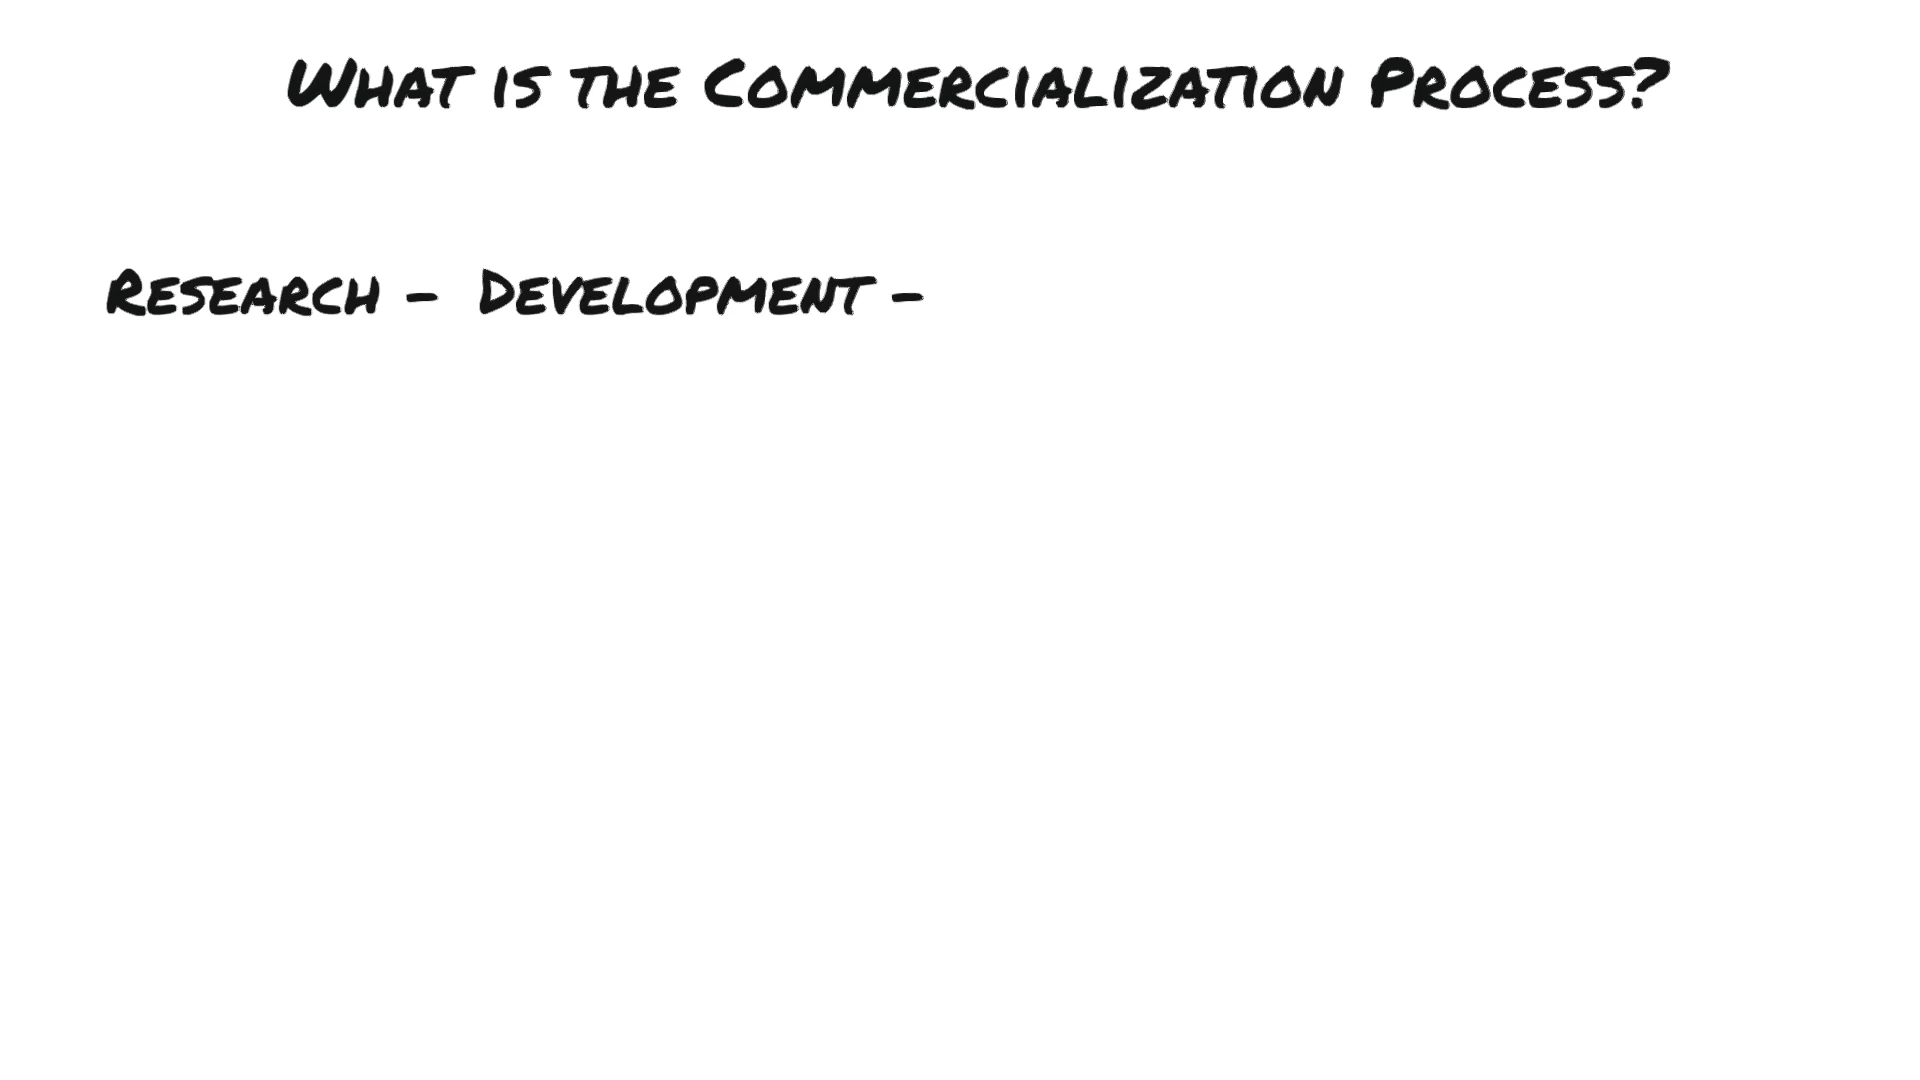 What is the Commercialization Process?
Research - Development -